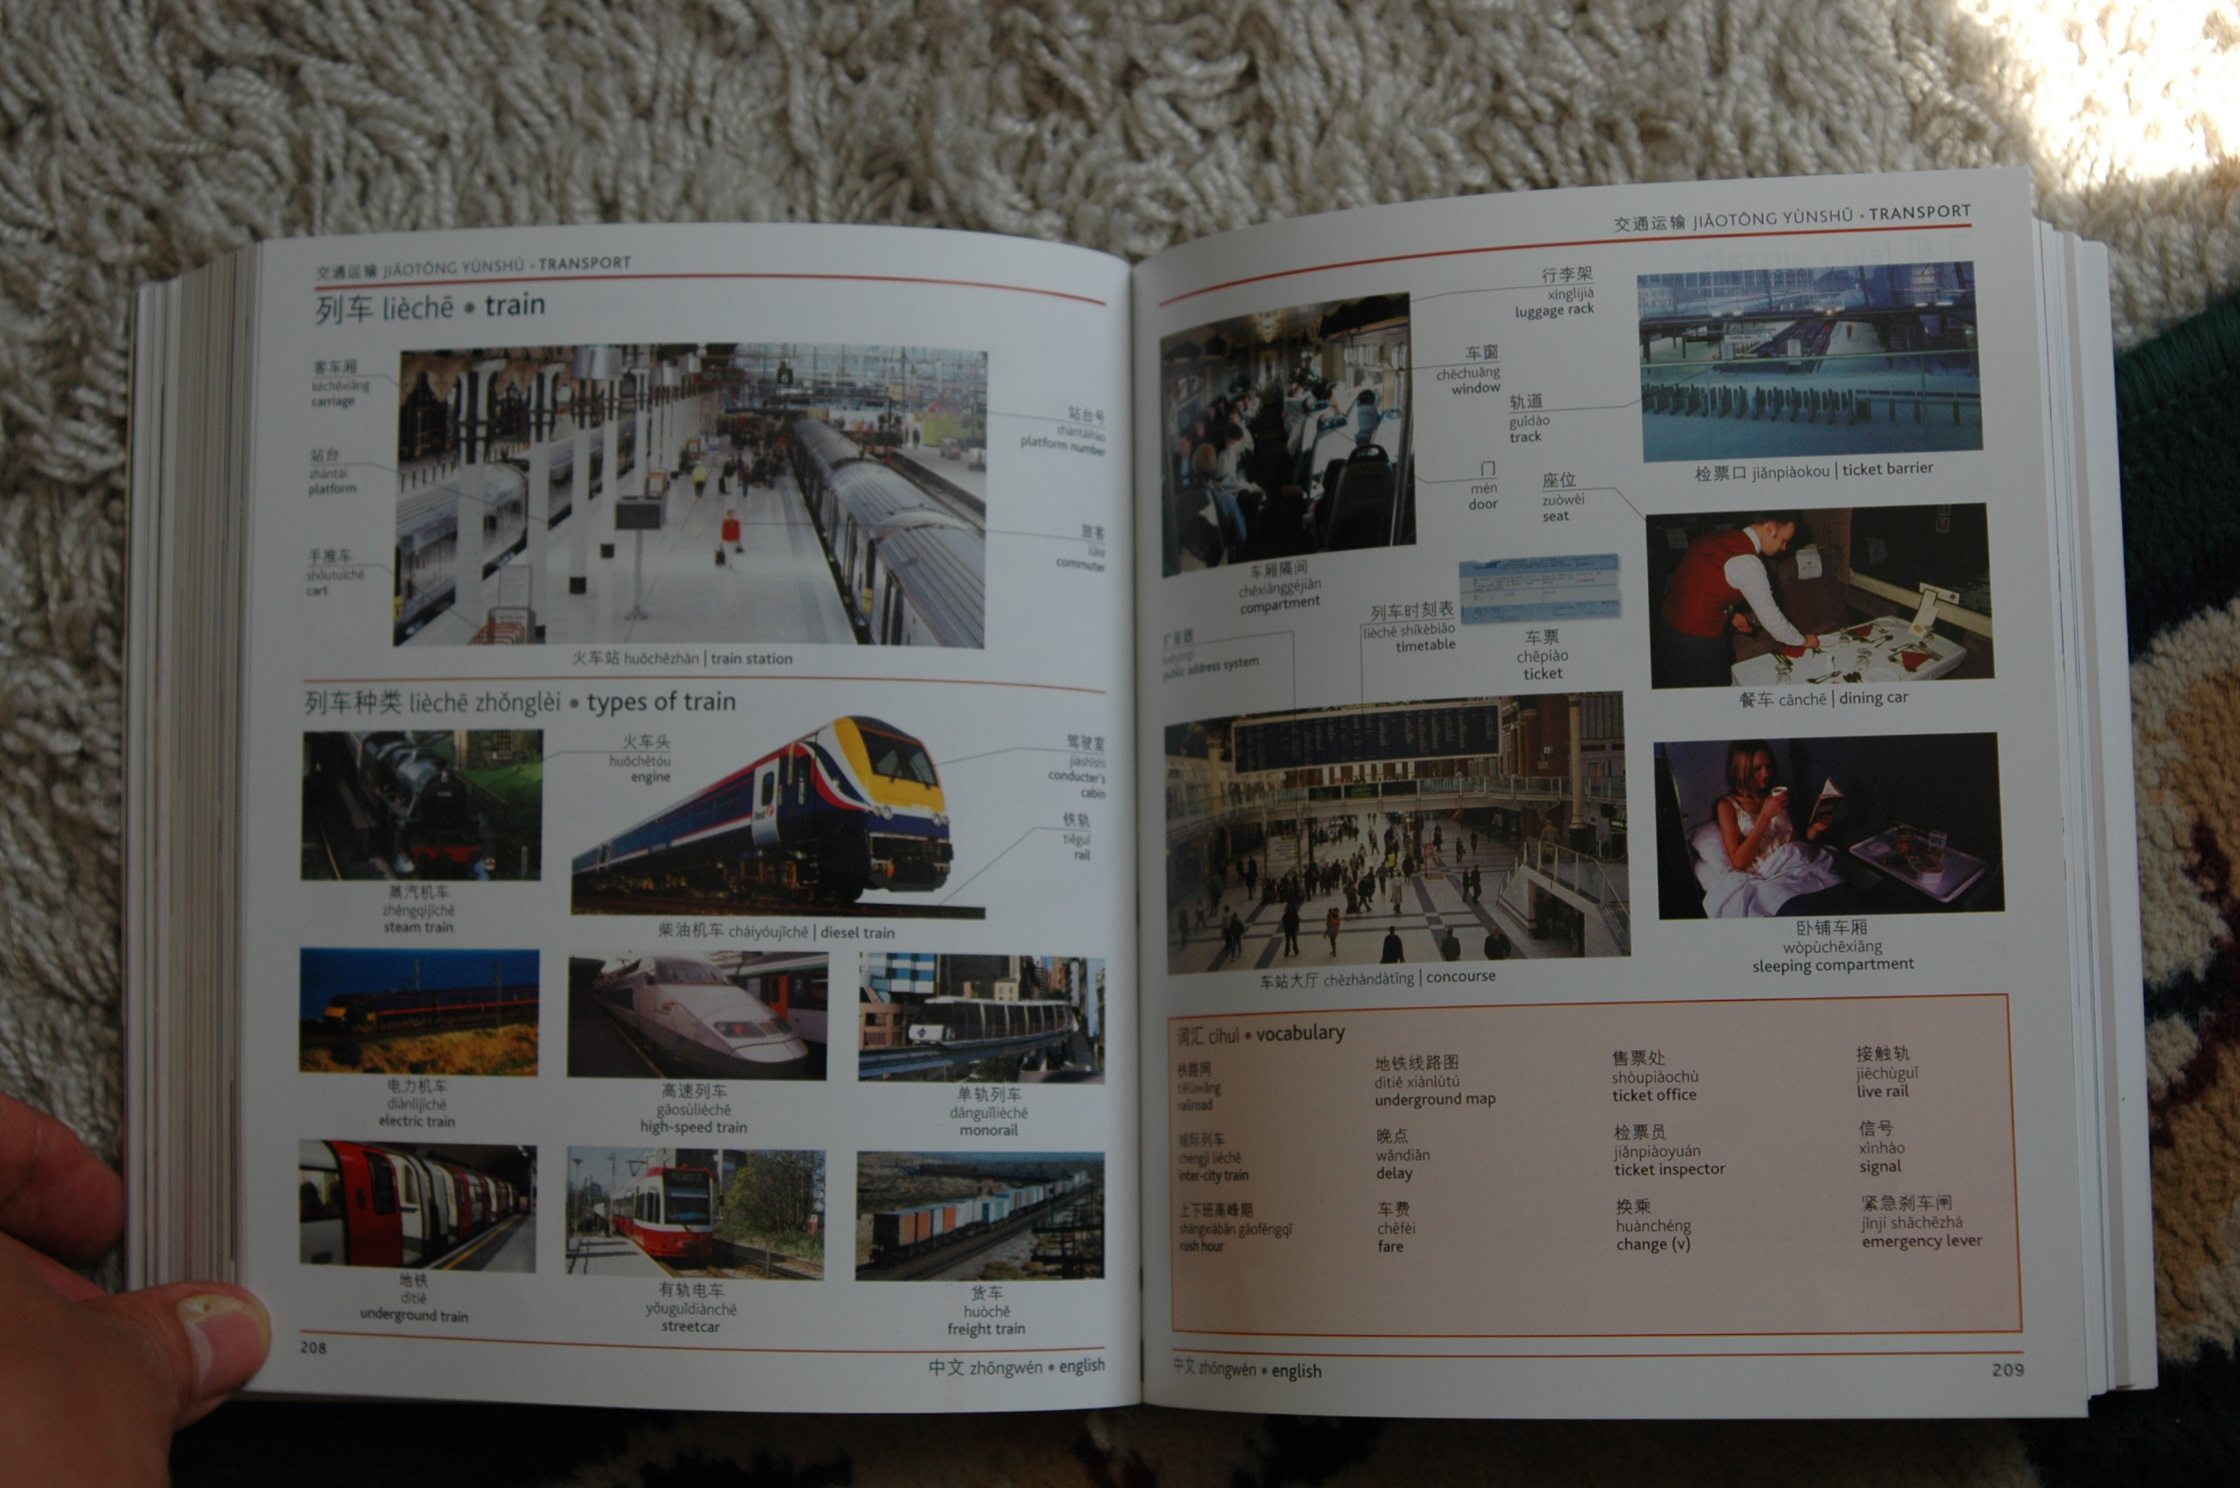 交通运输 JIĀOTŌNG YÙNSHŪ • TRANSPORT
列车 lièchē • train
客车厢
kèchēxiāng
carriage
站台
zhàntái
platform
手推车
shǒutuīchē
cart
站台号
zhàntáihào
platform number
旅客
lǚkè
commuter
火车站 huǒchēzhàn | train station
列车种类 lièchē zhǒnglèi • types of train
火车头
huǒchētóu
engine
驾驶室
jiàshǐshì
conducter's
cabin
铁轨
tiěguǐ
rail
蒸汽机车
zhēngqìjīchē
steam train
柴油机车 cháiyóujīchē | diesel train
电力机车
diànlìjīchē
electric train
高速列车
gāosùlièchē
high-speed train
单轨列车
dānguǐlièchē
monorail
地铁
dìtiě
underground train
有轨电车
yǒuguǐdiànchē
streetcar
货车
huòchē
freight train
208
中文 zhōngwén • english
交通运输 JIĀOTŌNG YÙNSHŪ • TRANSPORT
行李架
xínglijià
luggage rack
车窗
chēchuāng
window
轨道
guǐdào
track
门
mén
door
座位
zuòwèi
seat
车厢隔间
chēxiānggéjiān
compartment
检票口 jiǎnpiàokou | ticket barrier
餐车 cānchē | dining car
扩音器
public address system
列车时刻表
lièchē shíkèbiǎo
timetable
车票
chēpiào
ticket
车站大厅 chēzhàndàtīng | concourse
卧铺车厢
wòpùchēxiāng
sleeping compartment
词汇 cíhuì • vocabulary
铁路网
tiělùwǎng
railroad
城际列车
chéngjì lièchē
inter-city train
上下班高峰期
shàngxiàbān gāofēngqī
rush hour
地铁线路图
dìtiě xiànlùtú
underground map
晚点
wǎndiǎn
delay
车费
chēfèi
fare
售票处
shòupiàochù
ticket office
检票员
jiǎnpiàoyuán
ticket inspector
换乘
huànchéng
change (v)
接触轨
jiēchùguǐ
live rail
信号
xìnhào
signal
紧急刹车闸
jǐnjí shāchēzhá
emergency lever
中文 zhōngwén • english
209